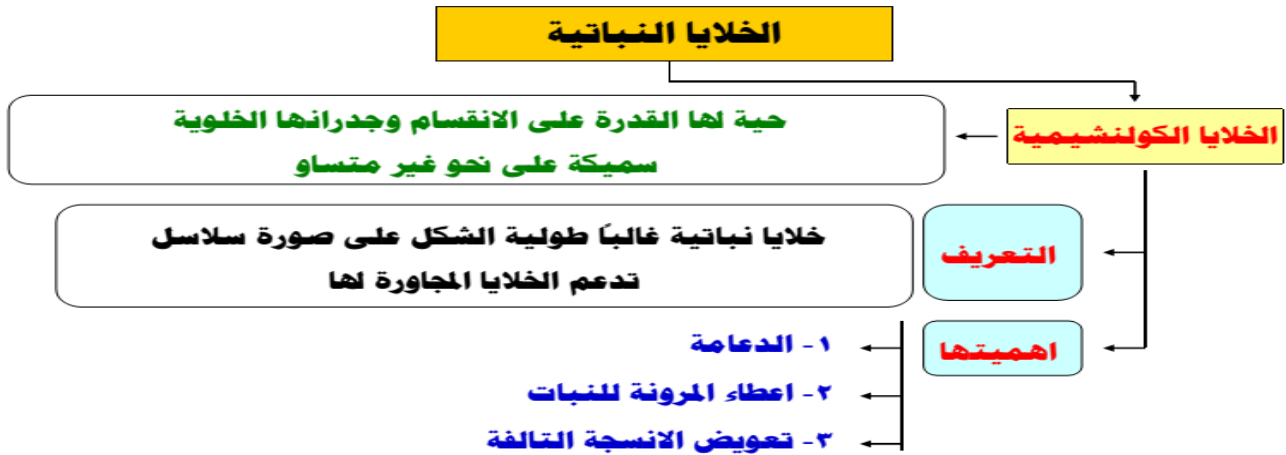 الخلايا النباتية
الخلايا الكولنشيمية
حية لها القدرة على الانقسام وجدرانها الخلوية
سميكة على نحو غير متساو
التعريف
خلايا نباتية غالباً طولية الشكل على صورة سلاسل
تدعم الخلايا المجاورة لها
اهميتها
١- الدعامة
٢- اعطاء المرونة للنبات
٣- تعويض الانسجة التالفة